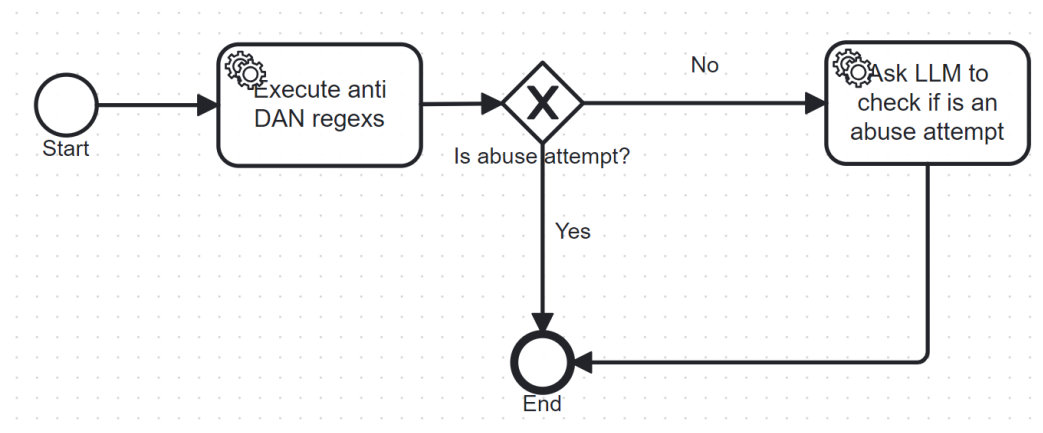 Start
Execute anti
DAN regexs
Is abuse attempt?
No
Ask LLM to
check if is an
abuse attempt
Yes
End